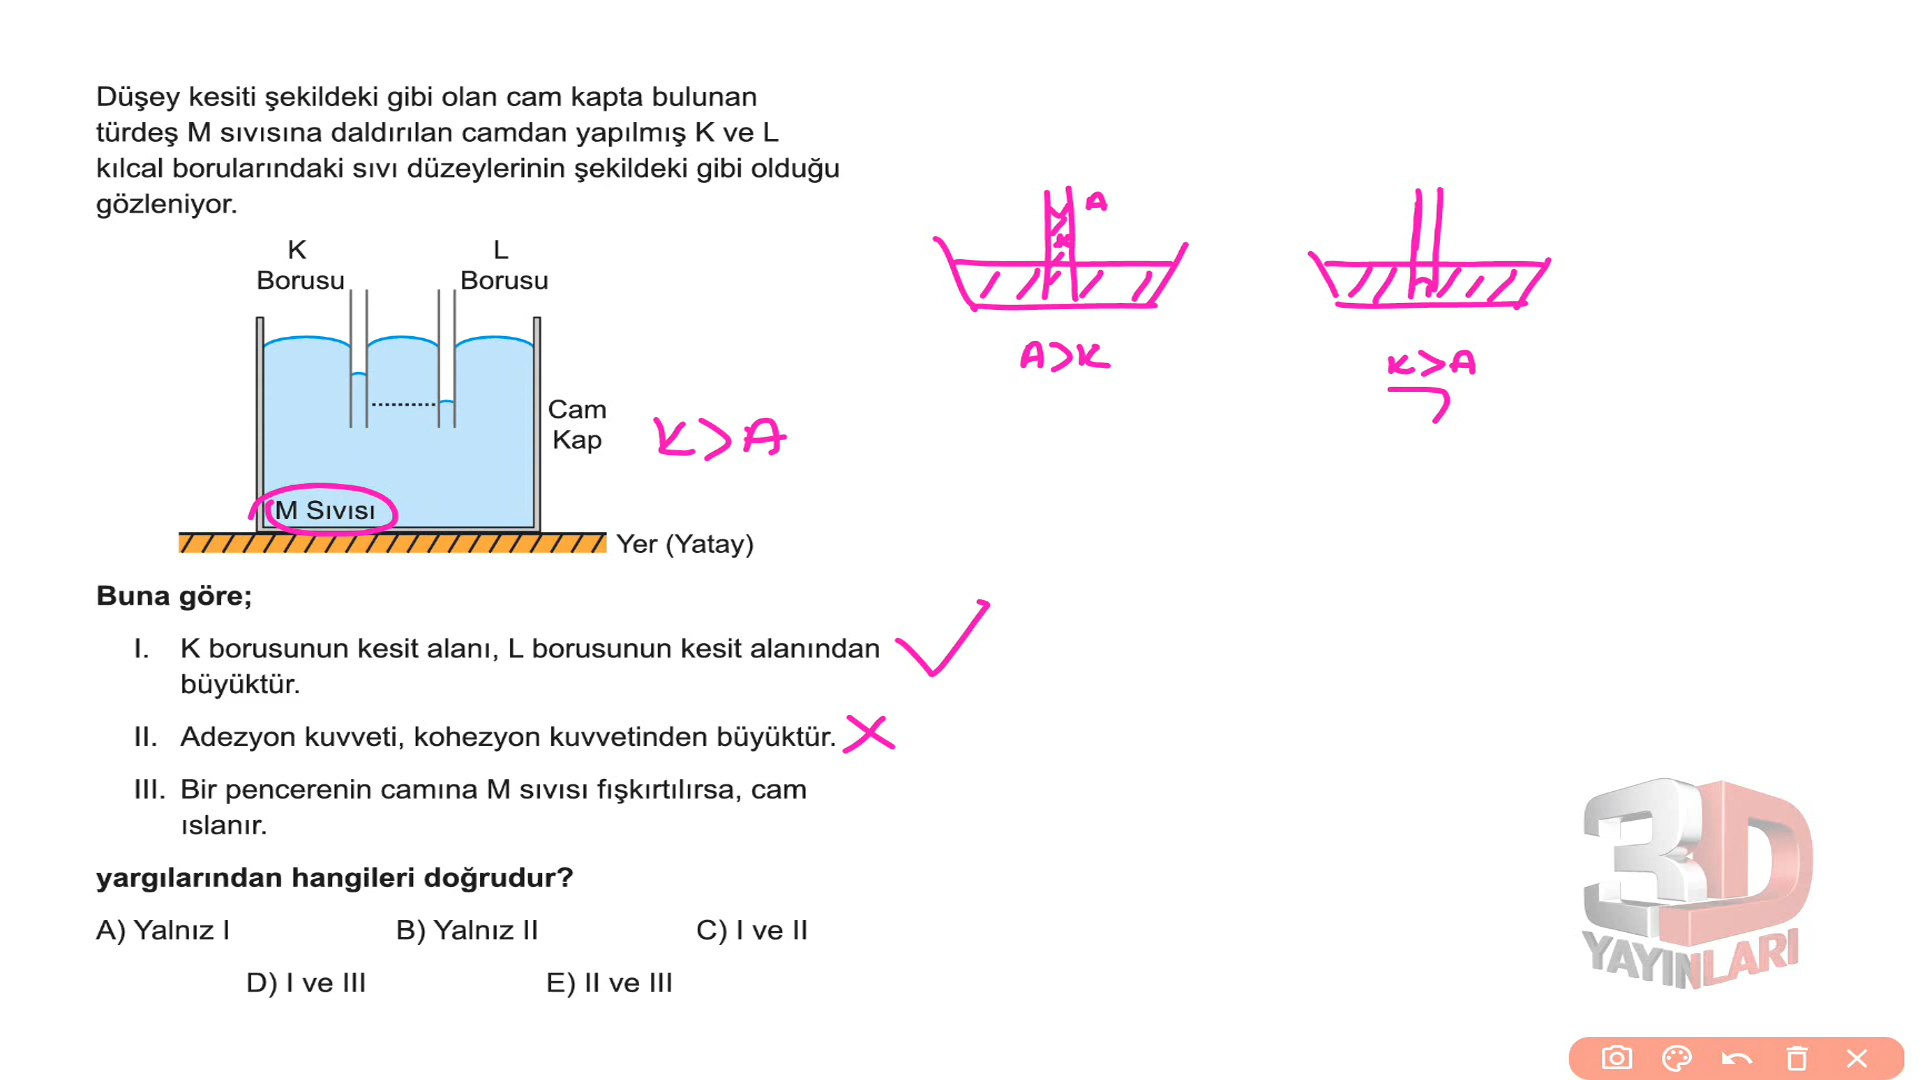 Düşey kesiti şekildeki gibi olan cam kapta bulunan
türdeş M sıvısına daldırılan camdan yapılmış K ve L
kılcal borularındaki sıvı düzeylerinin şekildeki gibi olduğu
gözleniyor.
K
Borusu
L
Borusu
Cam
Kap
M Sıvısı
Yer (Yatay)
K>A
A
K
A>K
K>A
Buna göre;
I. K borusunun kesit alanı, L borusunun kesit alanından
büyüktür.
II. Adezyon kuvveti, kohezyon kuvvetinden büyüktür.
III. Bir pencerenin camına M sıvısı fışkırtılırsa, cam
ıslanır.
yargılarından hangileri doğrudur?
A) Yalnız I B) Yalnız II C) I ve II
D) I ve III E) II ve III
3D
YAYINLARI